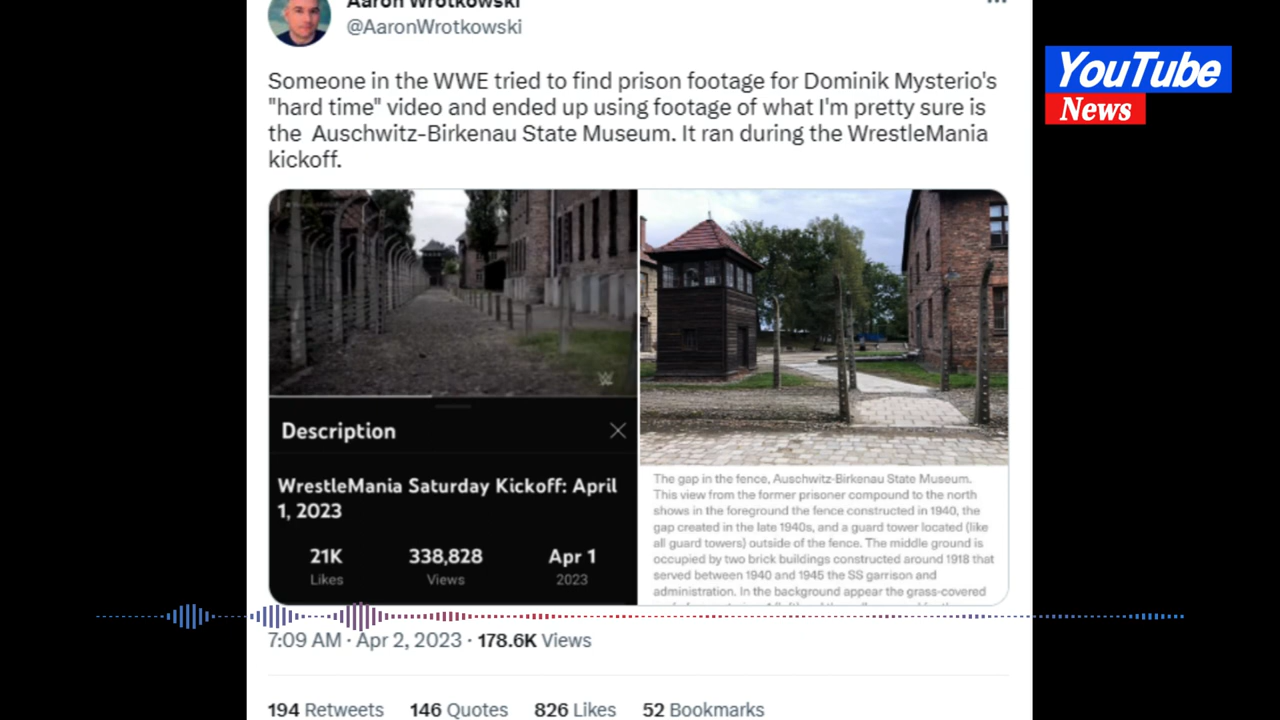 Aaron Wrotkowski
@AaronWrotkowski
YouTube
News
Someone in the WWE tried to find prison footage for Dominik Mysterio's
"hard time" video and ended up using footage of what I'm pretty sure is
the Auschwitz-Birkenau State Museum. It ran during the WrestleMania
kickoff.
W
Description
WrestleMania Saturday Kickoff: April
1, 2023
21K 338,828 Apr 1
Likes Views 2023
The gap in the fence, Auschwitz-Birkenau State Museum.
This view from the former prisoner compound to the north
shows in the foreground the fence constructed in 1940, the
gap created in the late 1940s, and a guard tower located (like
all guard towers) outside of the fence. The middle ground is
occupied by two brick buildings constructed around 1918 that
served between 1940 and 1945 the SS garrison and
administration. In the background appear the grass-covered
7:09 AM · Apr 2, 2023 · 178.6K Views
194 Retweets 146 Quotes 826 Likes 52 Bookmarks